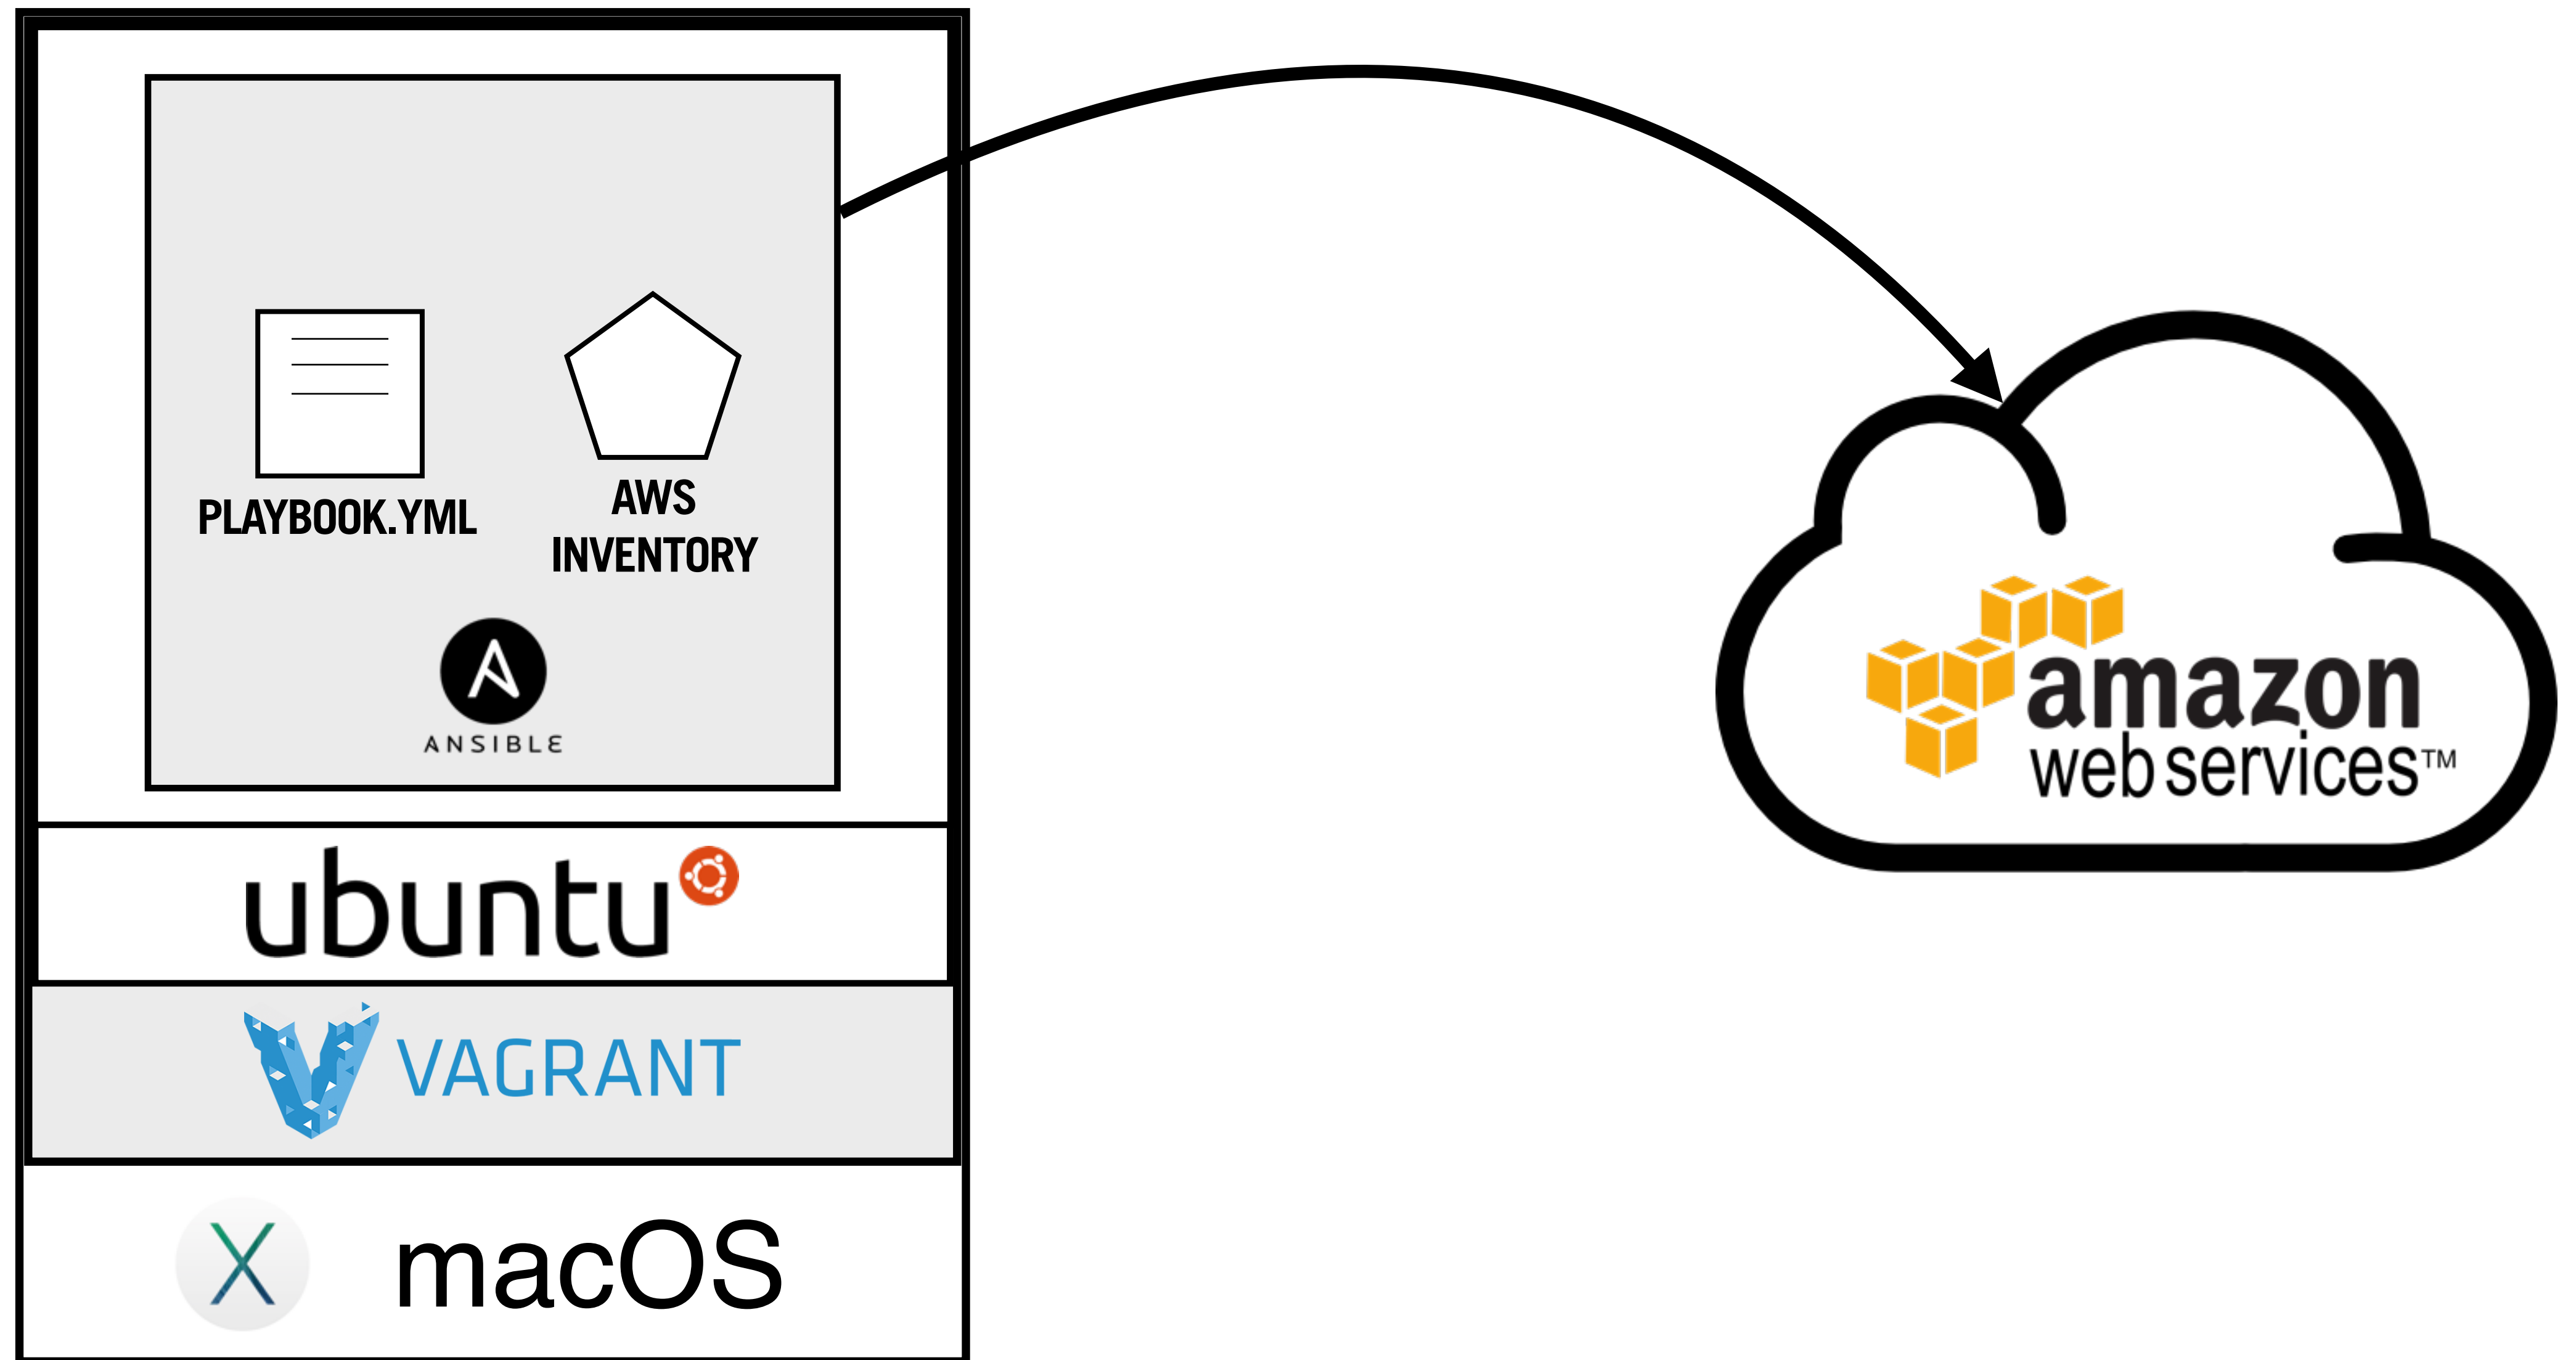 PLAYBOOK.YML
AWS
INVENTORY
ANSIBLE
ubuntu
VAGRANT
macOS
amazon
web services™